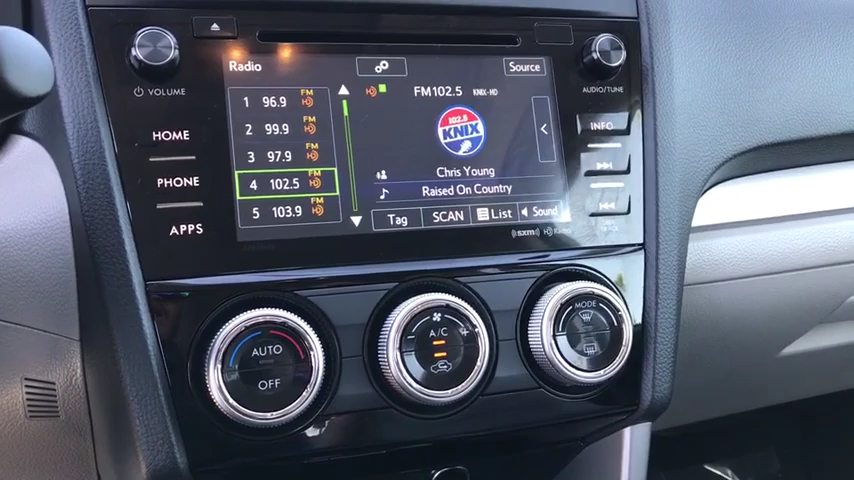 Radio
Source
VOLUME
AUDIO/TUNE
HOME
PHONE
APPS
1 96.9 FM
2 99.9 FM
3 97.9 FM
4 102.5 FM
5 103.9 FM
FM102.5 KNIX-HD
102.5
KNIX
Chris Young
Raised On Country
Tag
SCAN
List
Sound
INFO
((sxm))
AUTO
OFF
A/C
MODE